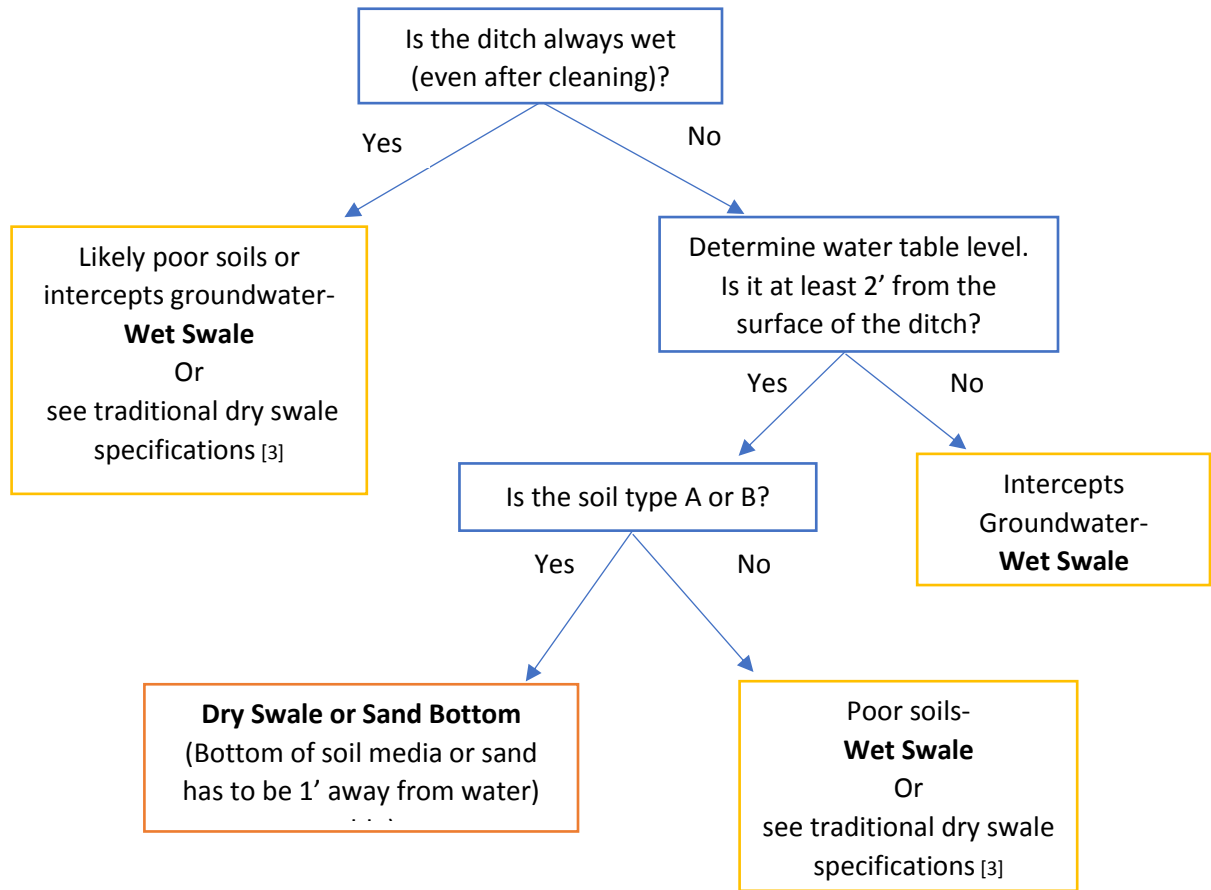 Is the ditch always wet
(even after cleaning)?
Yes
No
Likely poor soils or
intercepts groundwater-
Wet Swale
Or
see traditional dry swale
specifications [3]
Determine water table level.
Is it at least 2’ from the
surface of the ditch?
Yes
No
Is the soil type A or B?
Intercepts
Groundwater-
Wet Swale
Yes
No
Dry Swale or Sand Bottom
(Bottom of soil media or sand
has to be 1’ away from water)
Poor soils-
Wet Swale
Or
see traditional dry swale
specifications [3]